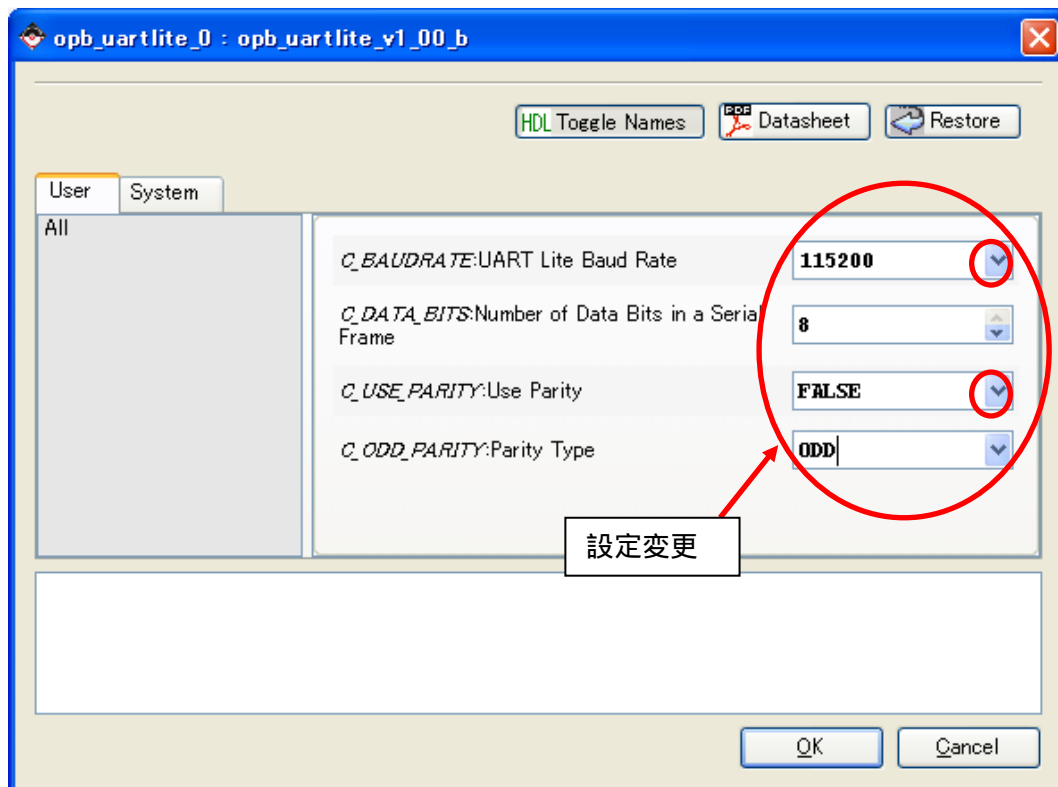 opb_uartlite_0 : opb_uartlite_v1_00_b
HDL Toggle Names
PDF Datasheet
Restore
User
System
All
C_BAUDRATE:UART Lite Baud Rate
115200
C_DATA_BITS:Number of Data Bits in a Serial
Frame
8
C_USE_PARITY:Use Parity
FALSE
C_ODD_PARITY:Parity Type
ODD
設定変更
OK
Cancel